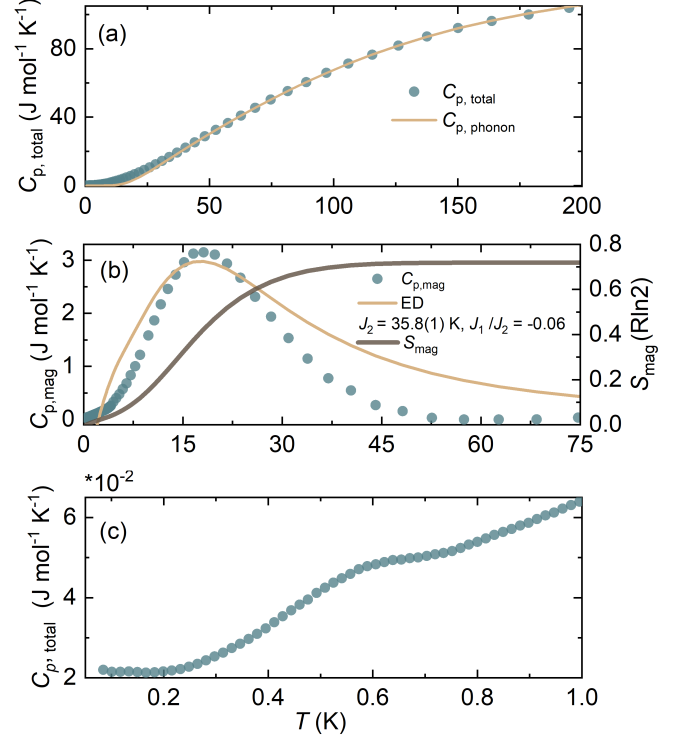 (a)
C_p, total (J mol⁻¹ K⁻¹)
80
40
0
C_p, total
C_p, phonon
0 50 100 150 200
(b)
C_p,mag (J mol⁻¹ K⁻¹)
3
2
1
0
C_p,mag
ED
J₂ = 35.8(1) K, J₁ /J₂ = -0.06
S_mag
S_mag (Rln2)
0.8
0.6
0.4
0.2
0.0
0 15 30 45 60 75
*10⁻²
(c)
C_p, total (J mol⁻¹ K⁻¹)
6
4
2
0.2 0.4 0.6 0.8 1.0
T (K)